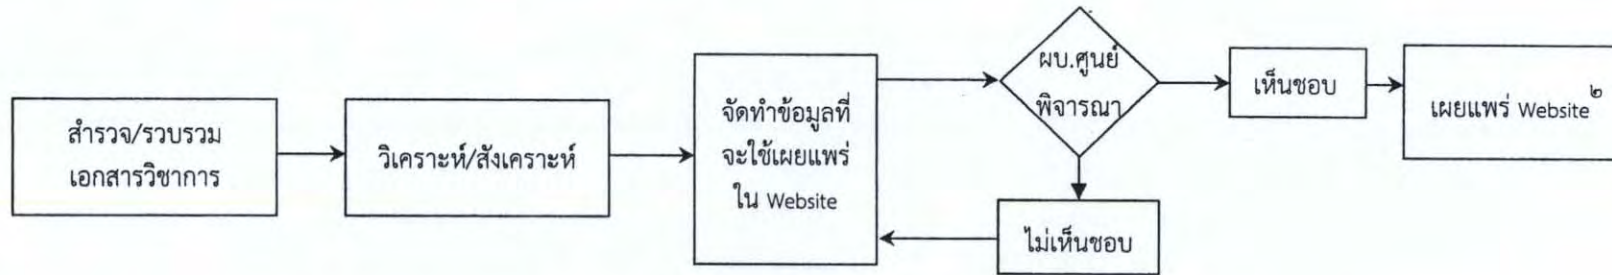 สำรวจ/รวบรวม
เอกสารวิชาการ
วิเคราะห์/สังเคราะห์
จัดทำข้อมูลที่
จะใช้เผยแพร่
ใน Website
ผบ.ศูนย์
พิจารณา
ไม่เห็นชอบ
เห็นชอบ
เผยแพร่ Website ๒